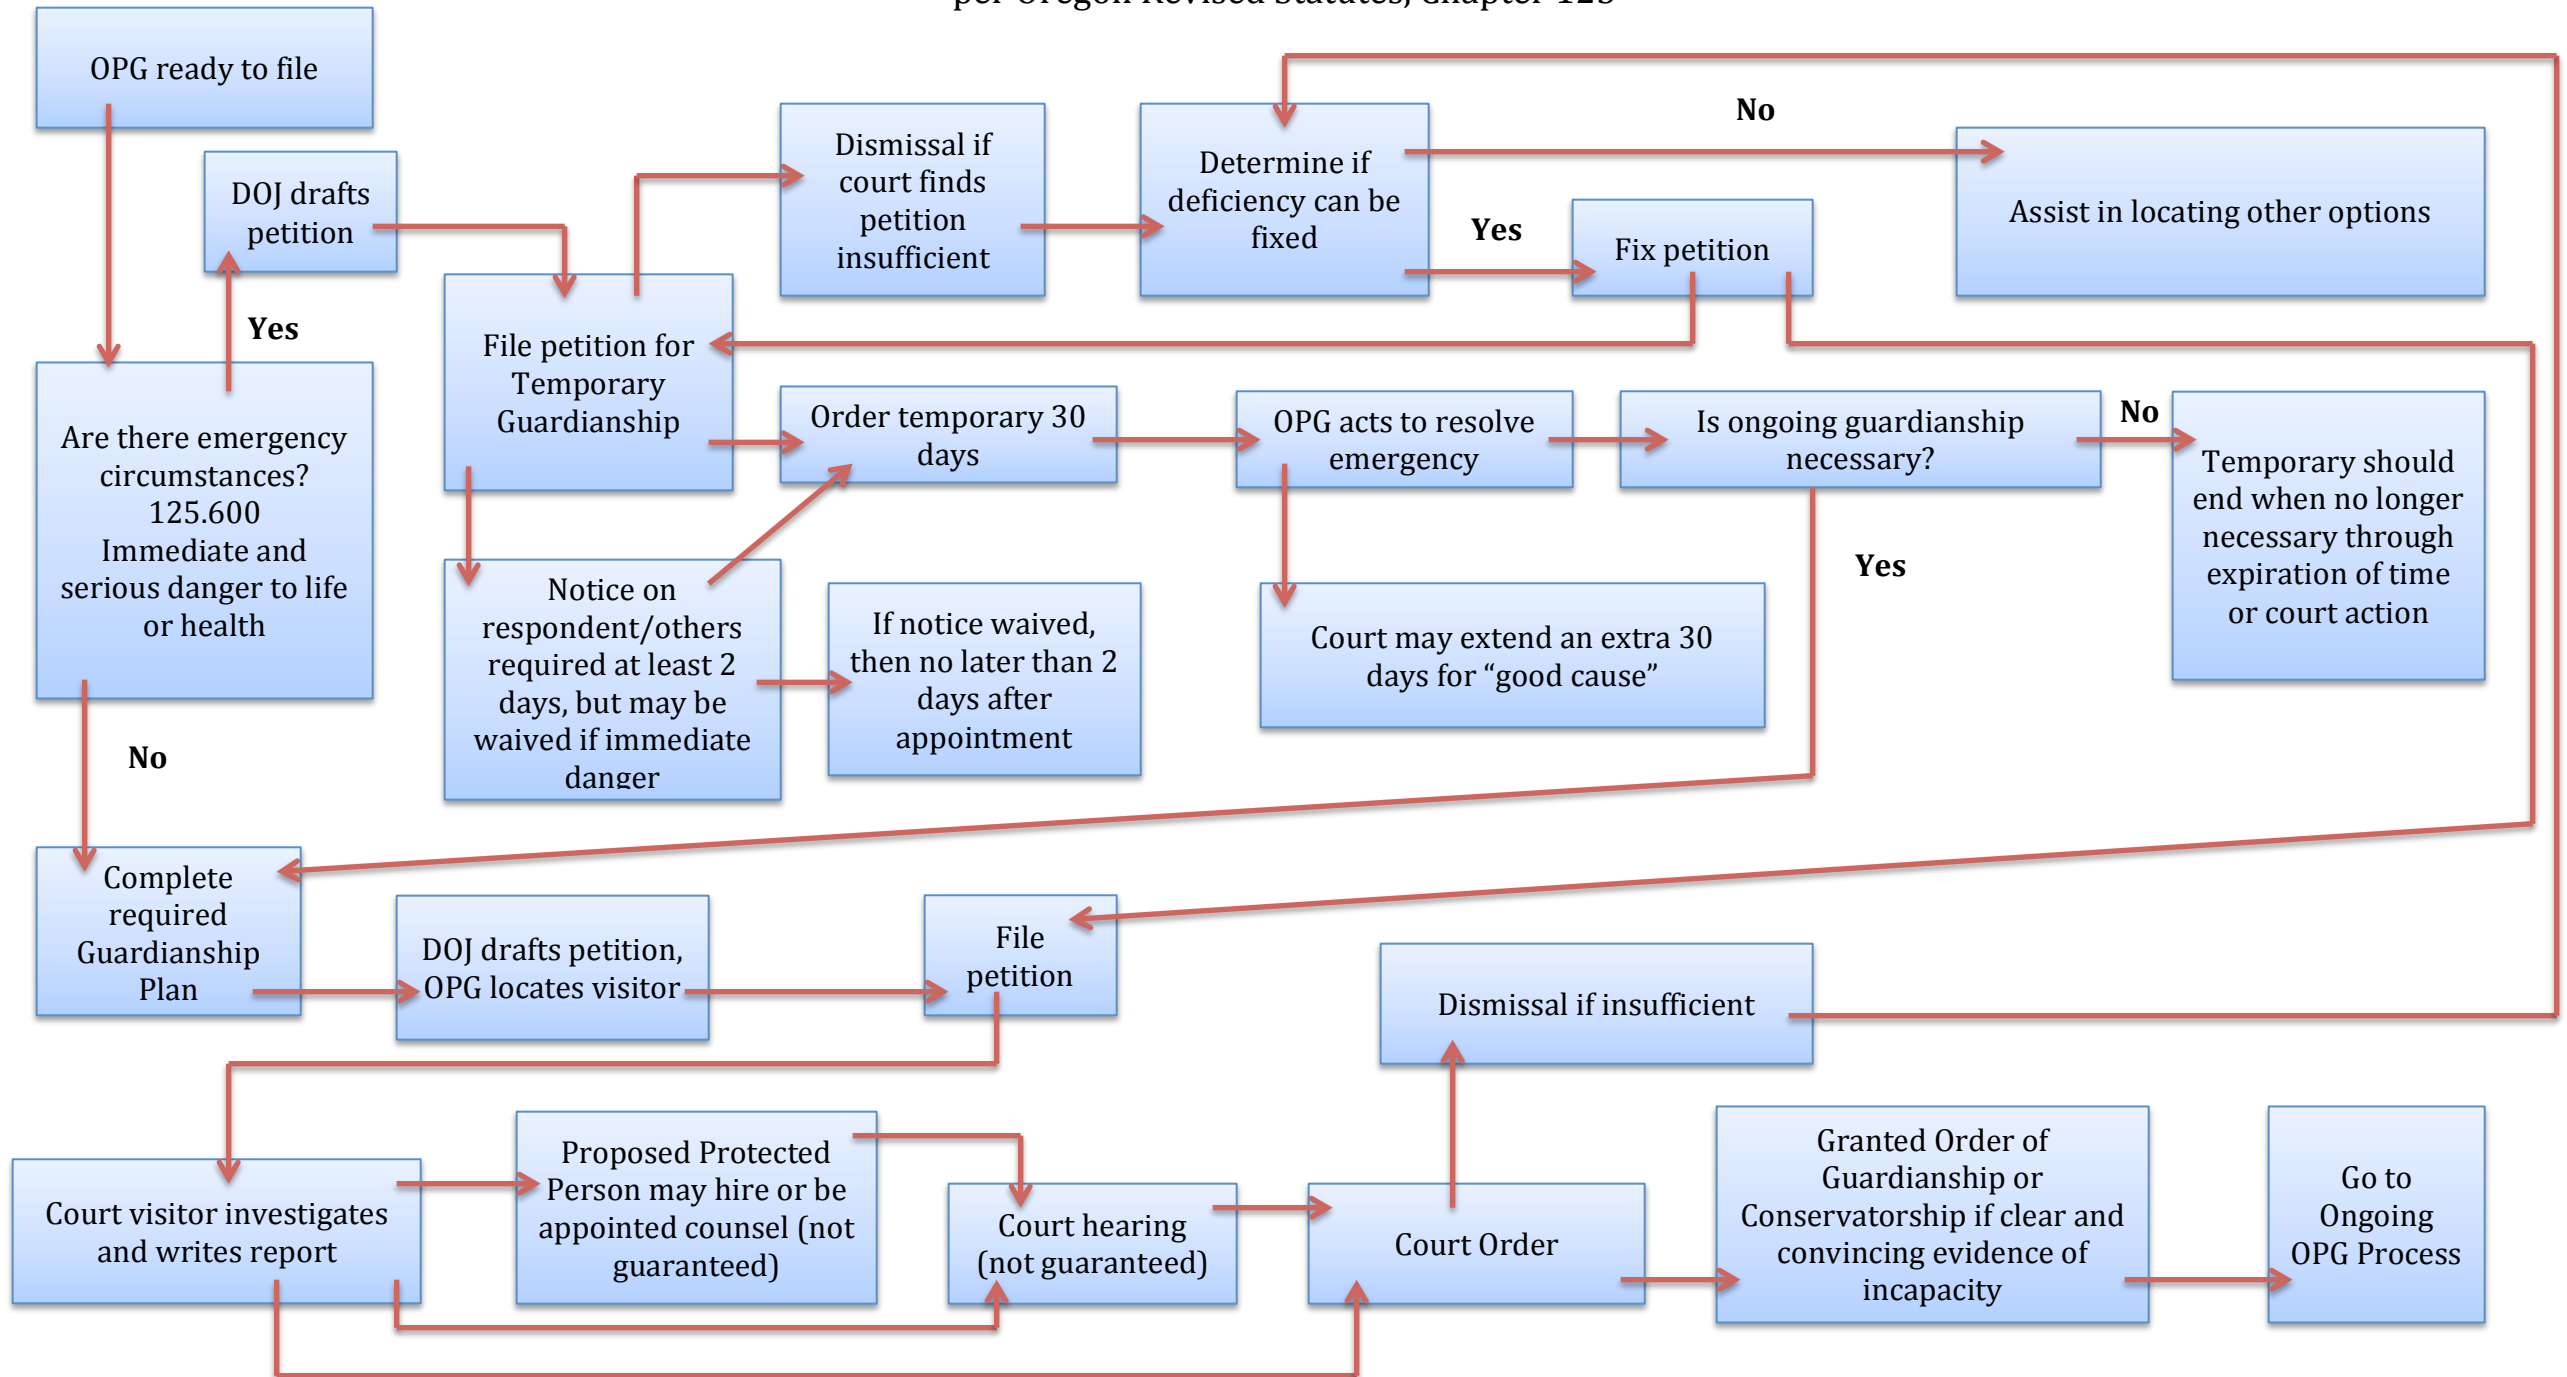 per Oregon Revised Statutes, Chapter 125
OPG ready to file
DOJ drafts
petition
Dismissal if
court finds
petition
insufficient
Determine if
deficiency can be
fixed
No
Yes
Fix petition
Assist in locating other options
Yes
Are there emergency
circumstances?
125.600
Immediate and
serious danger to life
or health
File petition for
Temporary
Guardianship
Order temporary 30
days
OPG acts to resolve
emergency
Is ongoing guardianship
necessary?
No
Temporary should
end when no longer
necessary through
expiration of time
or court action
Notice on
respondent/others
required at least 2
days, but may be
waived if immediate
danger
If notice waived,
then no later than 2
days after
appointment
Court may extend an extra 30
days for “good cause”
Yes
No
Complete
required
Guardianship
Plan
DOJ drafts petition,
OPG locates visitor
File
petition
Dismissal if insufficient
Court visitor investigates
and writes report
Proposed Protected
Person may hire or be
appointed counsel (not
guaranteed)
Court hearing
(not guaranteed)
Court Order
Granted Order of
Guardianship or
Conservatorship if clear and
convincing evidence of
incapacity
Go to
Ongoing
OPG Process